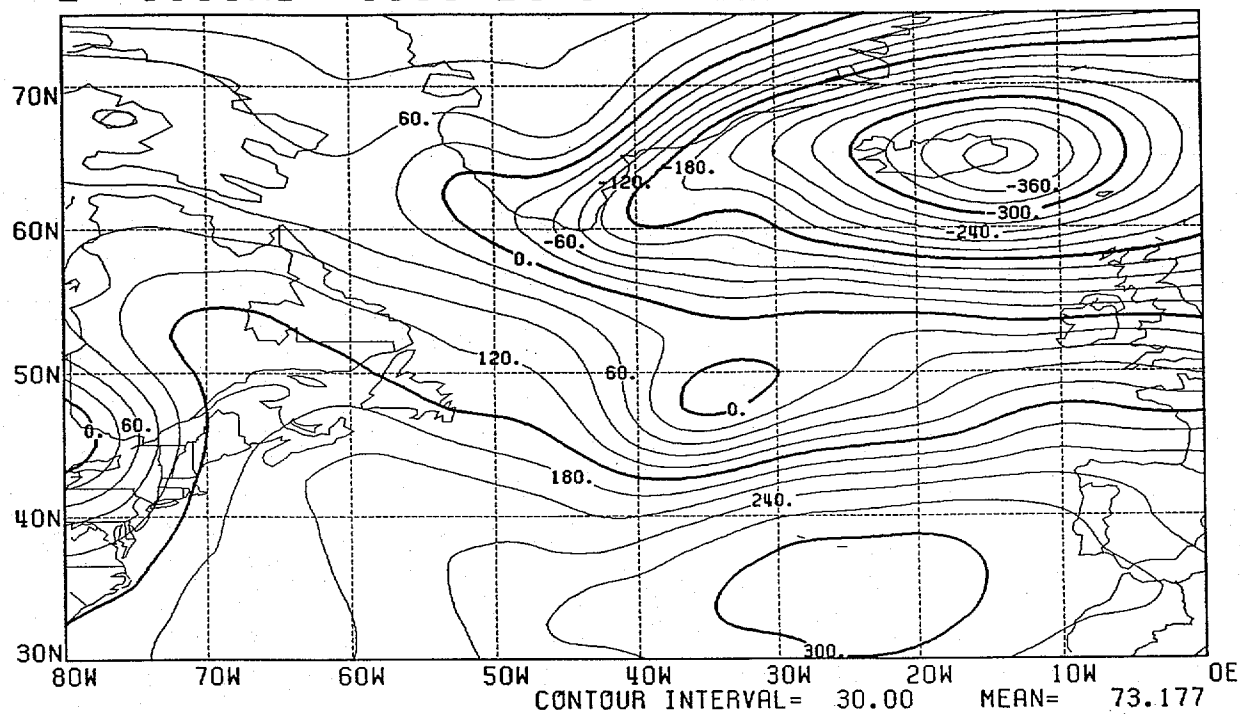 70N
60.
-180.
-120.
-360.
-300.
60N
-240.
-60.
0.
120.
60.
50N
0.
0.
60.
180.
240.
40N
30N
300.
80W 70W 60W 50W 40W 30W 20W 10W 0E
CONTOUR INTERVAL= 30.00 MEAN= 73.177